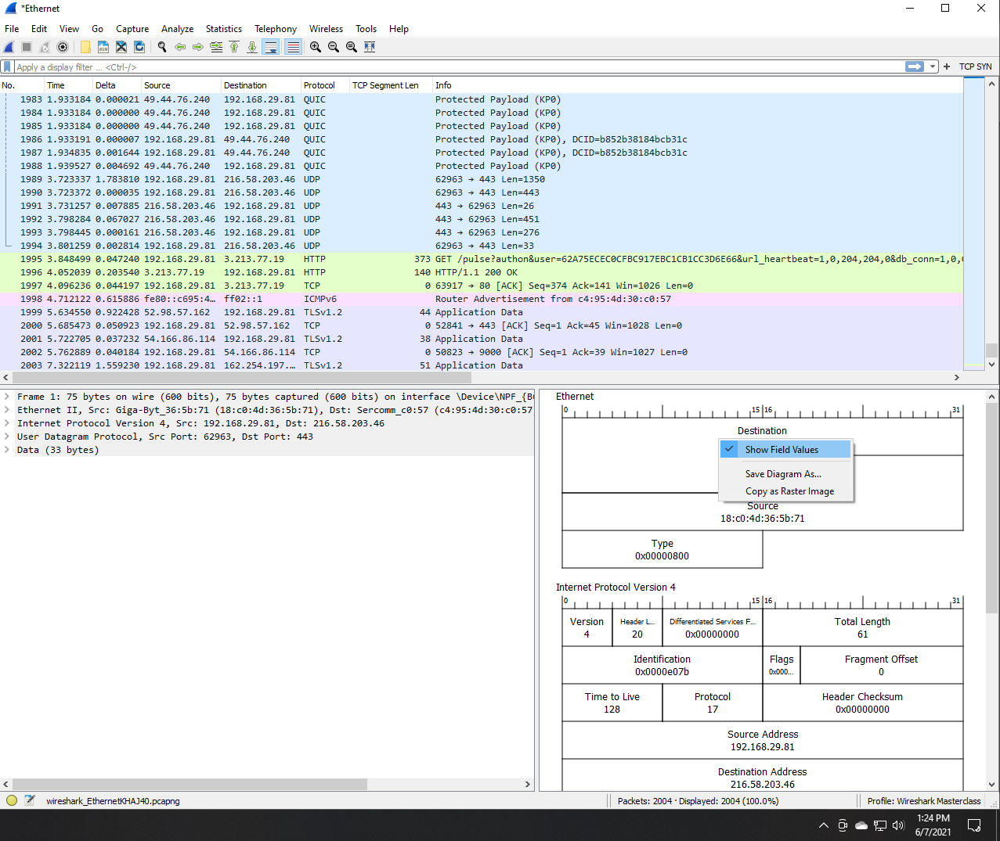 *Ethernet
File Edit View Go Capture Analyze Statistics Telephony Wireless Tools Help
Apply a display filter ... <Ctrl-/> + TCP SYN
No. Time Delta Source Destination Protocol TCP Segment Len Info
1983 1.933184 0.000021 49.44.76.240 192.168.29.81 QUIC Protected Payload (KP0)
1984 1.933184 0.000000 49.44.76.240 192.168.29.81 QUIC Protected Payload (KP0)
1985 1.933184 0.000000 49.44.76.240 192.168.29.81 QUIC Protected Payload (KP0)
1986 1.933191 0.000007 192.168.29.81 49.44.76.240 QUIC Protected Payload (KP0), DCID=b852b38184bcb31c
1987 1.934835 0.001644 192.168.29.81 49.44.76.240 QUIC Protected Payload (KP0), DCID=b852b38184bcb31c
1988 1.939527 0.004692 49.44.76.240 192.168.29.81 QUIC Protected Payload (KP0)
1989 3.723337 1.783810 192.168.29.81 216.58.203.46 UDP 62963 → 443 Len=1350
1990 3.723372 0.000035 192.168.29.81 216.58.203.46 UDP 62963 → 443 Len=443
1991 3.731257 0.007885 216.58.203.46 192.168.29.81 UDP 443 → 62963 Len=26
1992 3.798284 0.067027 216.58.203.46 192.168.29.81 UDP 443 → 62963 Len=451
1993 3.798445 0.000161 216.58.203.46 192.168.29.81 UDP 443 → 62963 Len=276
1994 3.801259 0.002814 192.168.29.81 216.58.203.46 UDP 62963 → 443 Len=33
1995 3.848499 0.047240 192.168.29.81 3.213.77.19 HTTP 373 GET /pulse?authon&user=62A75ECEC0CFBC917EBC1CB1CC3D6E66&url_heartbeat=1,0,204,204,0&db_conn=1,0,
1996 4.052039 0.203540 3.213.77.19 192.168.29.81 HTTP 140 HTTP/1.1 200 OK
1997 4.096236 0.044197 192.168.29.81 3.213.77.19 TCP 0 63917 → 80 [ACK] Seq=374 Ack=141 Win=1026 Len=0
1998 4.712122 0.615886 fe80::c695:4… ff02::1 ICMPv6 Router Advertisement from c4:95:4d:30:c0:57
1999 5.634550 0.922428 52.98.57.162 192.168.29.81 TLSv1.2 44 Application Data
2000 5.685473 0.050923 192.168.29.81 52.98.57.162 TCP 0 52841 → 443 [ACK] Seq=1 Ack=45 Win=1028 Len=0
2001 5.722705 0.037232 54.166.86.114 192.168.29.81 TLSv1.2 38 Application Data
2002 5.762889 0.040184 192.168.29.81 54.166.86.114 TCP 0 50823 → 9000 [ACK] Seq=1 Ack=39 Win=1027 Len=0
2003 7.322119 1.559230 192.168.29.81 162.254.197.… TLSv1.2 51 Application Data
Frame 1: 75 bytes on wire (600 bits), 75 bytes captured (600 bits) on interface \Device\NPF_{B
Ethernet II, Src: Giga-Byt_36:5b:71 (18:c0:4d:36:5b:71), Dst: Sercomm_c0:57 (c4:95:4d:30:c0:57
Internet Protocol Version 4, Src: 192.168.29.81, Dst: 216.58.203.46
User Datagram Protocol, Src Port: 62963, Dst Port: 443
Data (33 bytes)
Ethernet
0 15 16 31
Destination
Show Field Values
Save Diagram As...
Copy as Raster Image
Source
18:c0:4d:36:5b:71
Type
0x00000800
Internet Protocol Version 4
0 15 16 31
Version Header L... Differentiated Services F... Total Length
4 20 0x00000000 61
Identification Flags Fragment Offset
0x0000e07b 0x000... 0
Time to Live Protocol Header Checksum
128 17 0x00000000
Source Address
192.168.29.81
Destination Address
216.58.203.46
wireshark_EthernetKHAJ40.pcapng Packets: 2004 · Displayed: 2004 (100.0%) Profile: Wireshark Masterclass
1:24 PM
6/7/2021